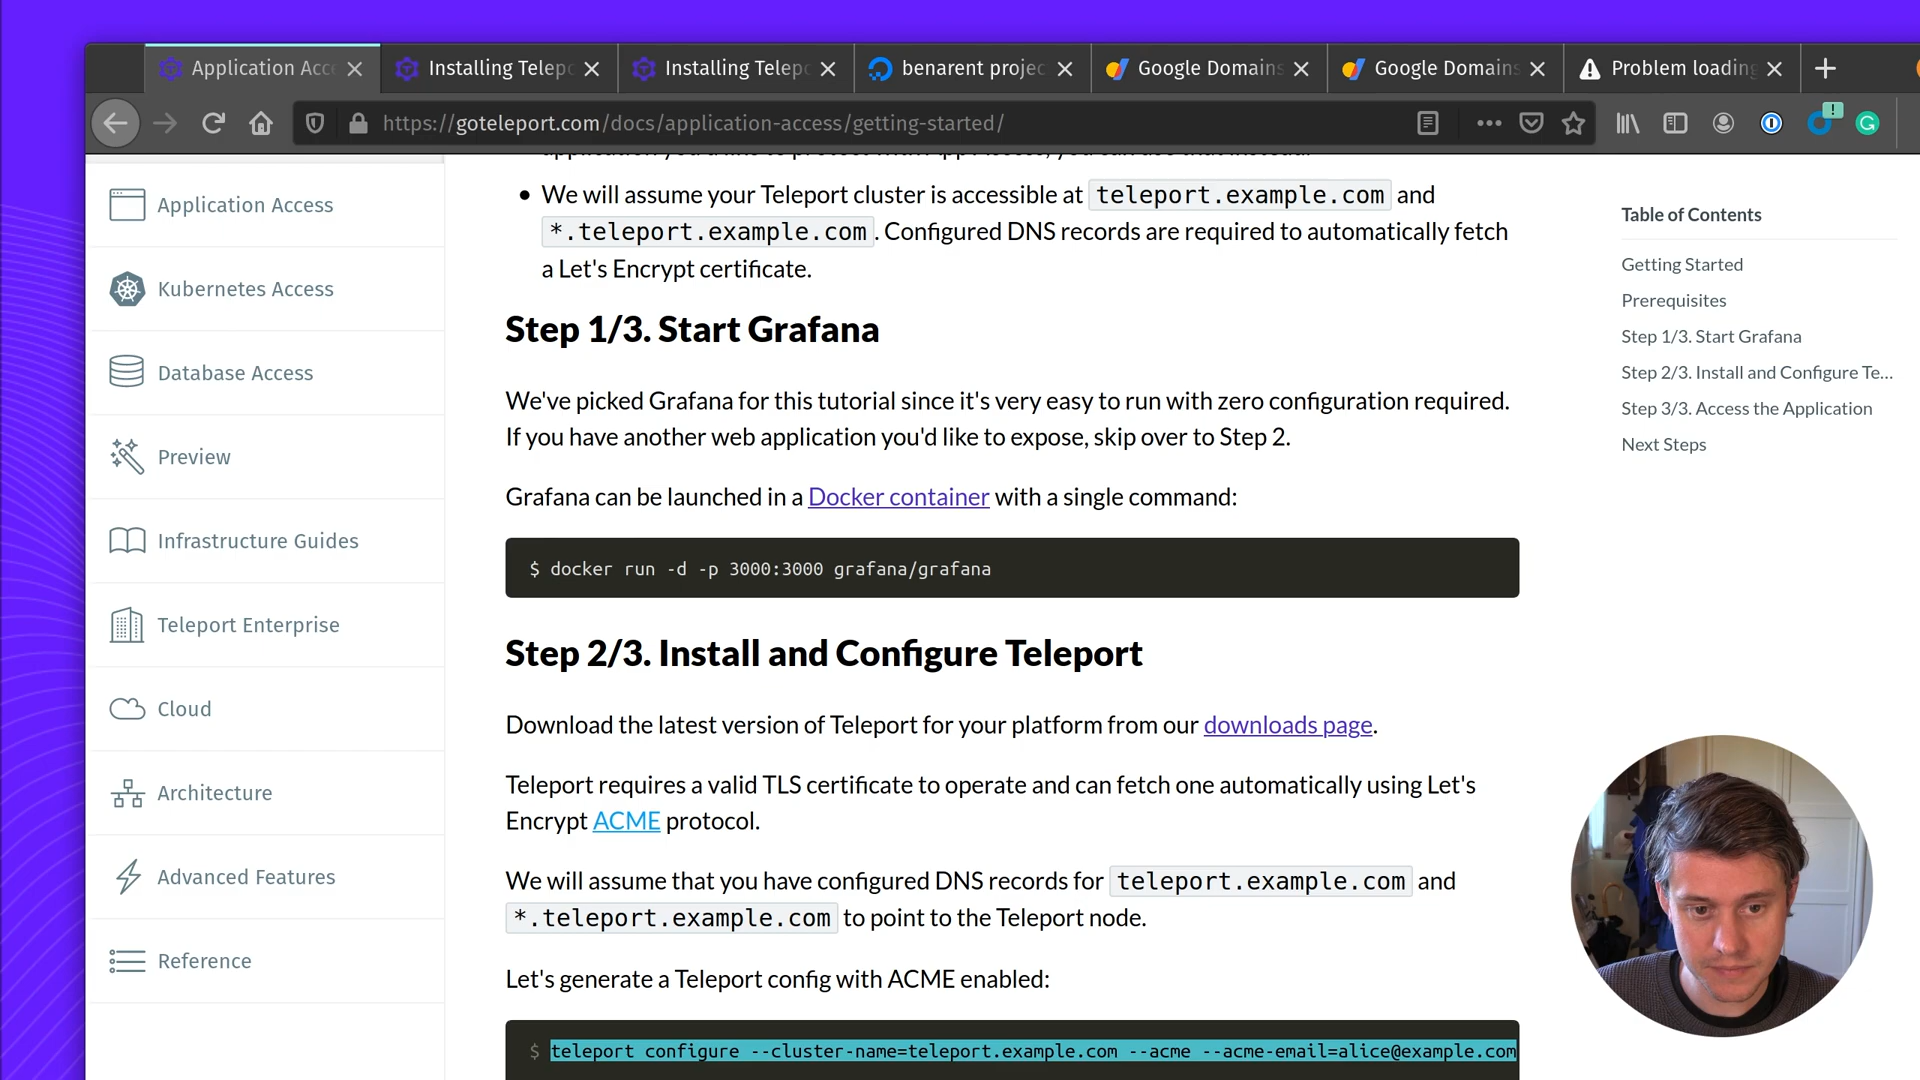 Application Acc
Installing Telepo
Installing Telepo
benarent projec
Google Domains
Google Domains
Problem loading
https://goteleport.com/docs/application-access/getting-started/
Application Access
Kubernetes Access
Database Access
Preview
Infrastructure Guides
Teleport Enterprise
Cloud
Architecture
Advanced Features
Reference
• We will assume your Teleport cluster is accessible at teleport.example.com and
*.teleport.example.com. Configured DNS records are required to automatically fetch
a Let's Encrypt certificate.
Step 1/3. Start Grafana
We've picked Grafana for this tutorial since it's very easy to run with zero configuration required.
If you have another web application you'd like to expose, skip over to Step 2.
Grafana can be launched in a Docker container with a single command:
$ docker run -d -p 3000:3000 grafana/grafana
Step 2/3. Install and Configure Teleport
Download the latest version of Teleport for your platform from our downloads page.
Teleport requires a valid TLS certificate to operate and can fetch one automatically using Let's
Encrypt ACME protocol.
We will assume that you have configured DNS records for teleport.example.com and
*.teleport.example.com to point to the Teleport node.
Let's generate a Teleport config with ACME enabled:
$ teleport configure --cluster-name=teleport.example.com --acme --acme-email=alice@example.com
Table of Contents
Getting Started
Prerequisites
Step 1/3. Start Grafana
Step 2/3. Install and Configure Te...
Step 3/3. Access the Application
Next Steps